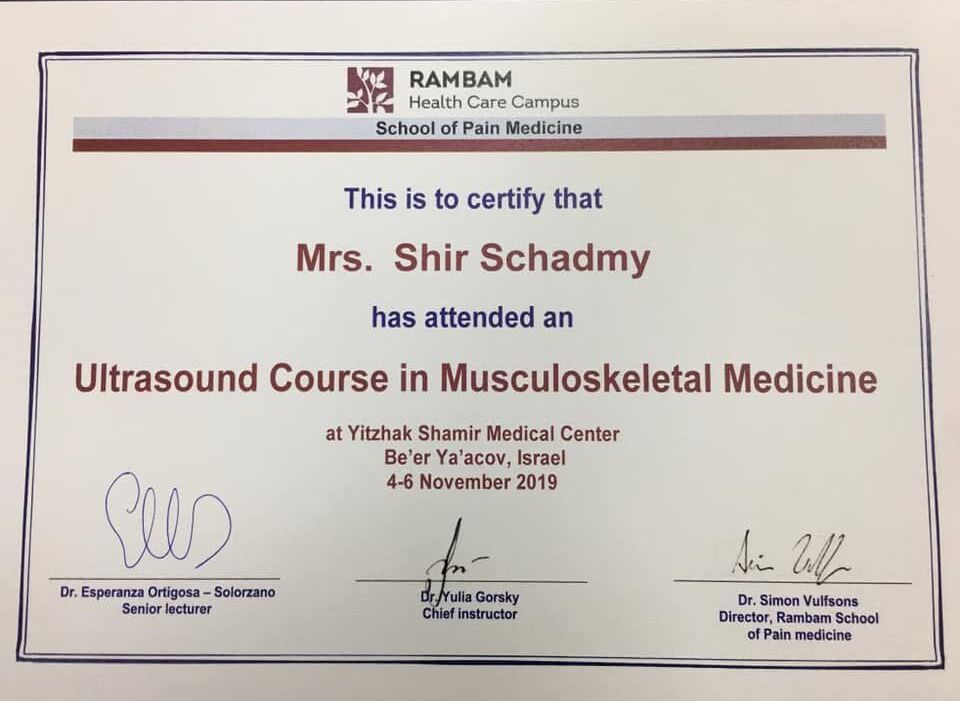 RAMBAM
Health Care Campus
School of Pain Medicine
This is to certify that
Mrs. Shir Schadmy
has attended an
Ultrasound Course in Musculoskeletal Medicine
at Yitzhak Shamir Medical Center
Be'er Ya'acov, Israel
4-6 November 2019
Dr. Esperanza Ortigosa – Solorzano
Senior lecturer
Dr. Yulia Gorsky
Chief instructor
Dr. Simon Vulfsons
Director, Rambam School
of Pain medicine